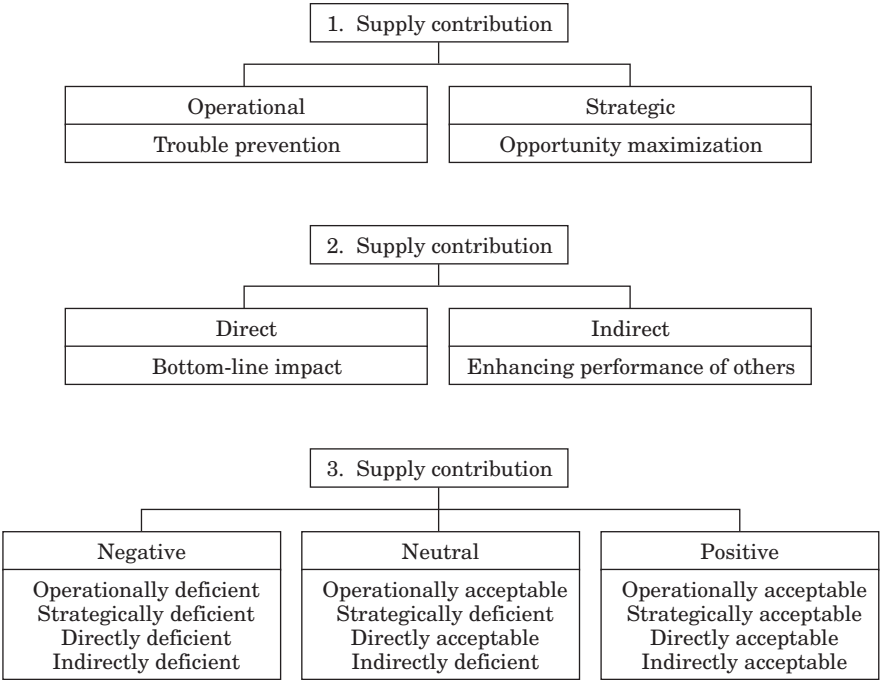 1. Supply contribution
Operational
Trouble prevention
Strategic
Opportunity maximization
2. Supply contribution
Direct
Bottom-line impact
Indirect
Enhancing performance of others
3. Supply contribution
Negative
Operationally deficient
Strategically deficient
Directly deficient
Indirectly deficient
Neutral
Operationally acceptable
Strategically deficient
Directly acceptable
Indirectly deficient
Positive
Operationally acceptable
Strategically acceptable
Directly acceptable
Indirectly acceptable